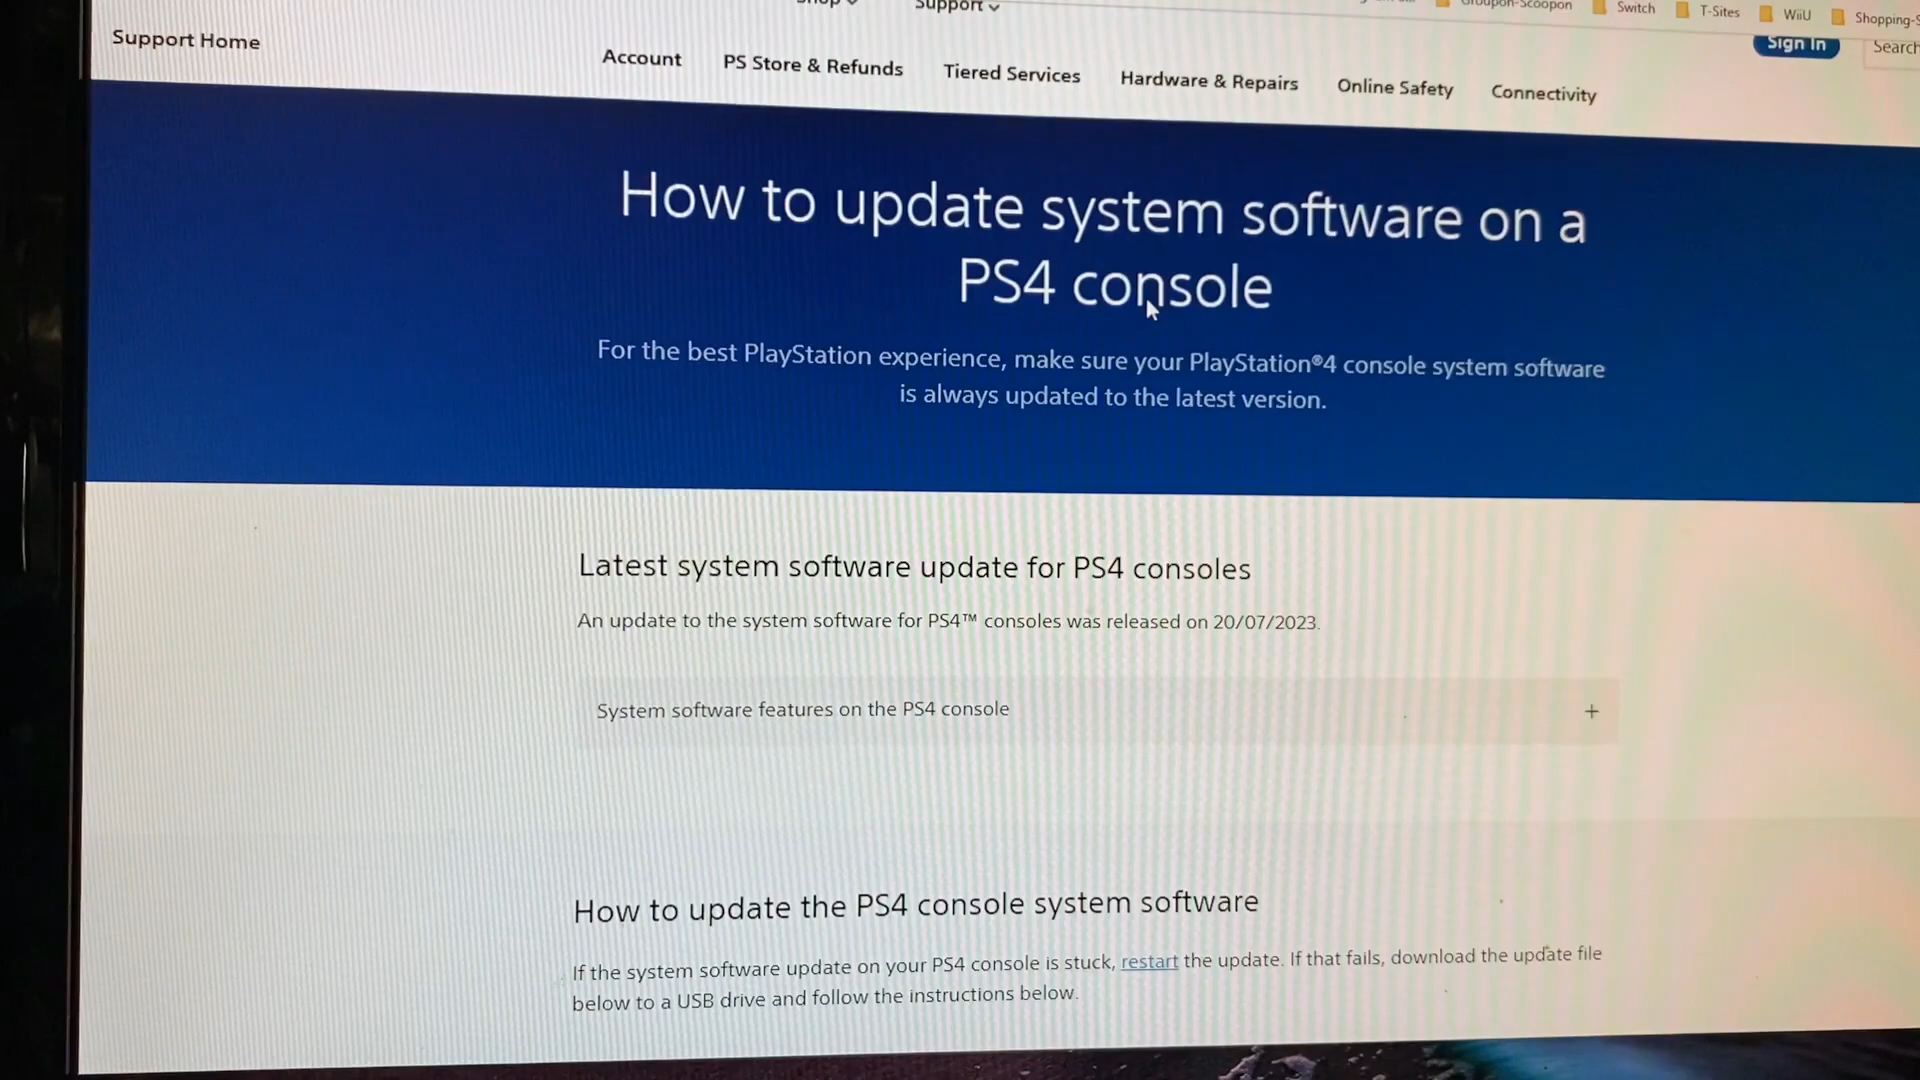 Shop
Support
Groupon-Scoopon
Switch
T-Sites
WiiU
Support Home
Account
PS Store & Refunds
Tiered Services
Hardware & Repairs
Online Safety
Connectivity
Sign In
Search
How to update system software on a
PS4 console
For the best PlayStation experience, make sure your PlayStation®4 console system software
is always updated to the latest version.
Latest system software update for PS4 consoles
An update to the system software for PS4™ consoles was released on 20/07/2023.
System software features on the PS4 console +
How to update the PS4 console system software
If the system software update on your PS4 console is stuck, restart the update. If that fails, download the update file
below to a USB drive and follow the instructions below.